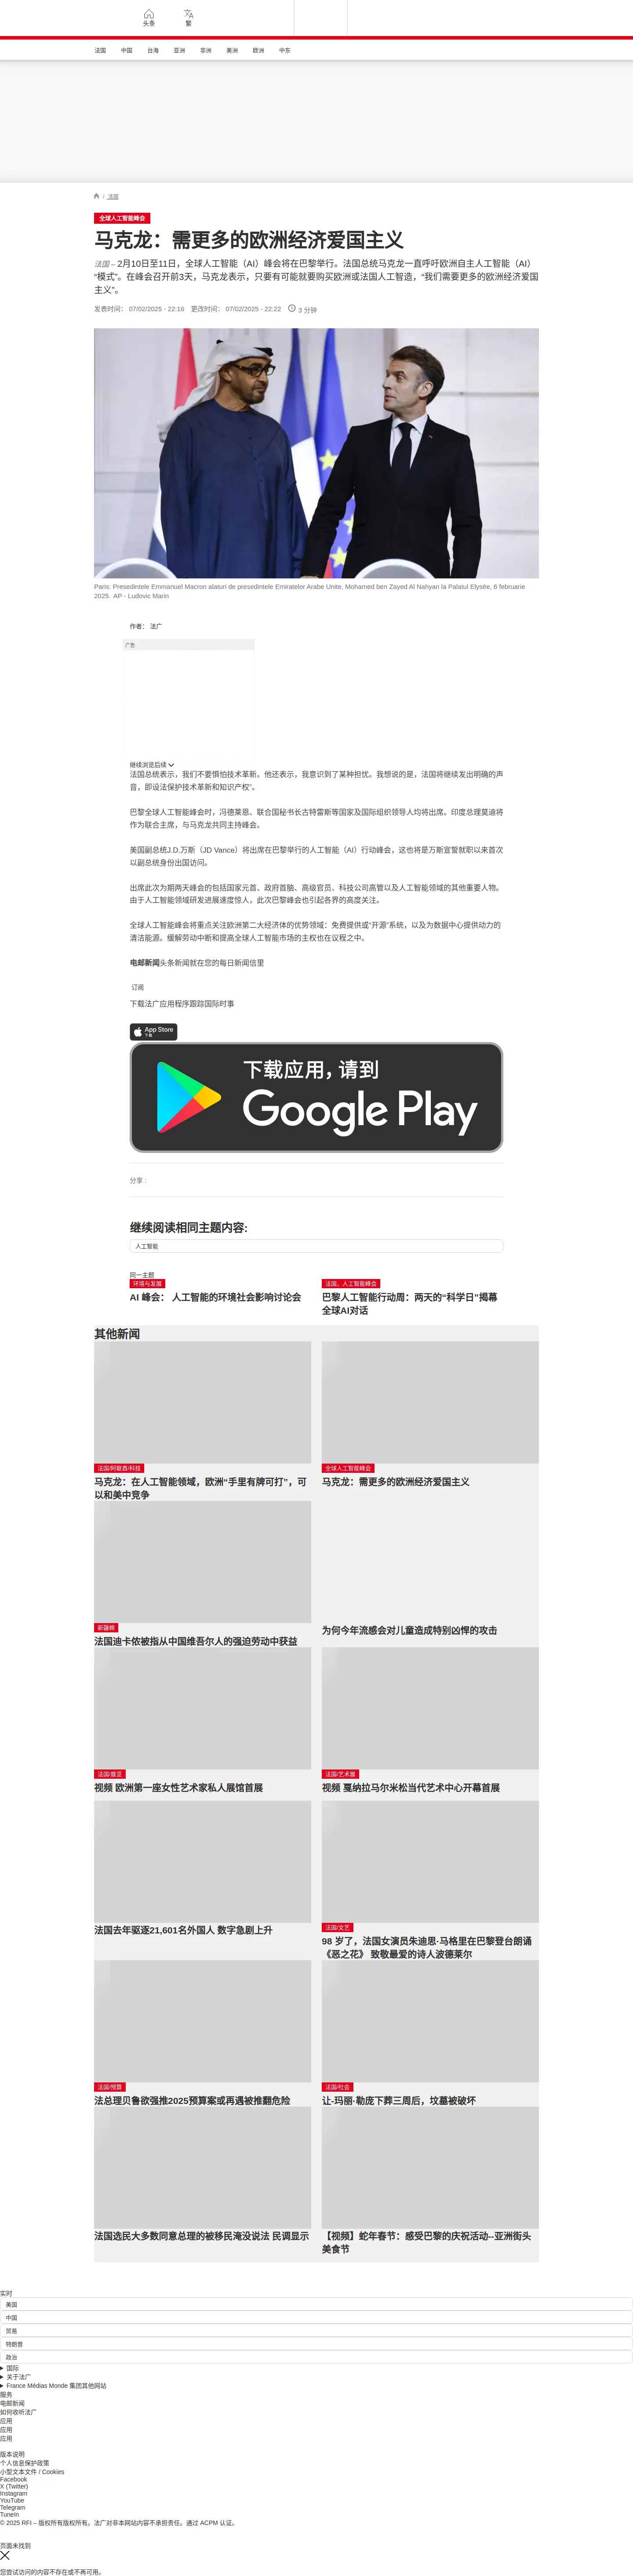 头条
繁
法国
中国
台海
亚洲
非洲
美洲
欧洲
中东
/ 法国
全球人工智能峰会
马克龙：需更多的欧洲经济爱国主义
法国 – 2月10日至11日，全球人工智能（AI）峰会将在巴黎举行。法国总统马克龙一直呼吁欧洲自主人工智能（AI）
“模式”。在峰会召开前3天，马克龙表示，只要有可能就要购买欧洲或法国人工智造，“我们需要更多的欧洲经济爱国
主义”。
发表时间： 07/02/2025 - 22:16 更改时间： 07/02/2025 - 22:22 3 分钟
Paris: Presedintele Emmanuel Macron alaturi de presedintele Emiratelor Arabe Unite, Mohamed ben Zayed Al Nahyan la Palatul Elysée, 6 februarie
2025. AP - Ludovic Marin
作者： 法广
广告
继续浏览后续
法国总统表示，我们不要惧怕技术革新。他还表示，我意识到了某种担忧。我想说的是，法国将继续发出明确的声
音，即设法保护技术革新和知识产权”。
巴黎全球人工智能峰会时，冯德莱恩、联合国秘书长古特雷斯等国家及国际组织领导人均将出席。印度总理莫迪将
作为联合主席，与马克龙共同主持峰会。
美国副总统J.D.万斯（JD Vance）将出席在巴黎举行的人工智能（AI）行动峰会，这也将是万斯宣誓就职以来首次
以副总统身份出国访问。
出席此次为期两天峰会的包括国家元首、政府首脑、高级官员、科技公司高管以及人工智能领域的其他重要人物。
由于人工智能领域研发进展速度惊人，此次巴黎峰会也引起各界的高度关注。
全球人工智能峰会将重点关注欧洲第二大经济体的优势领域：免费提供或“开源”系统，以及为数据中心提供动力的
清洁能源。缓解劳动中断和提高全球人工智能市场的主权也在议程之中。
电邮新闻头条新闻就在您的每日新闻信里
订阅
下载法广应用程序跟踪国际时事
App Store
下载
下载应用，请到
Google Play
分享 :
继续阅读相同主题内容:
人工智能
同一主题
环境与发展
AI 峰会： 人工智能的环境社会影响讨论会
法国，人工智能峰会
巴黎人工智能行动周：两天的“科学日”揭幕
全球AI对话
其他新闻
法国/阿联酋/科技
马克龙：在人工智能领域，欧洲“手里有牌可打”，可
以和美中竞争
全球人工智能峰会
马克龙：需更多的欧洲经济爱国主义
新疆棉
法国迪卡侬被指从中国维吾尔人的强迫劳动中获益
为何今年流感会对儿童造成特别凶悍的攻击
法国/展览
视频 欧洲第一座女性艺术家私人展馆首展
法国/艺术展
视频 戛纳拉马尔米松当代艺术中心开幕首展
法国去年驱逐21,601名外国人 数字急剧上升
法国/文艺
98 岁了，法国女演员朱迪思·马格里在巴黎登台朗诵
《恶之花》 致敬最爱的诗人波德莱尔
法国/预算
法总理贝鲁欲强推2025预算案或再遇被推翻危险
法国/社会
让-玛丽·勒庞下葬三周后，坟墓被破坏
法国选民大多数同意总理的被移民淹没说法 民调显示
【视频】蛇年春节：感受巴黎的庆祝活动--亚洲街头
美食节
实时
美国
中国
贸易
特朗普
政治
国际
关于法广
France Médias Monde 集团其他网站
服务
电邮新闻
如何收听法广
应用
应用
应用
版本说明
个人信息保护政策
小型文本文件 / Cookies
Facebook
X (Twitter)
Instagram
YouTube
Telegram
TuneIn
© 2025 RFI – 版权所有版权所有。法广对非本网站内容不承担责任。通过 ACPM 认证。
页面未找到
您尝试访问的内容不存在或不再可用。